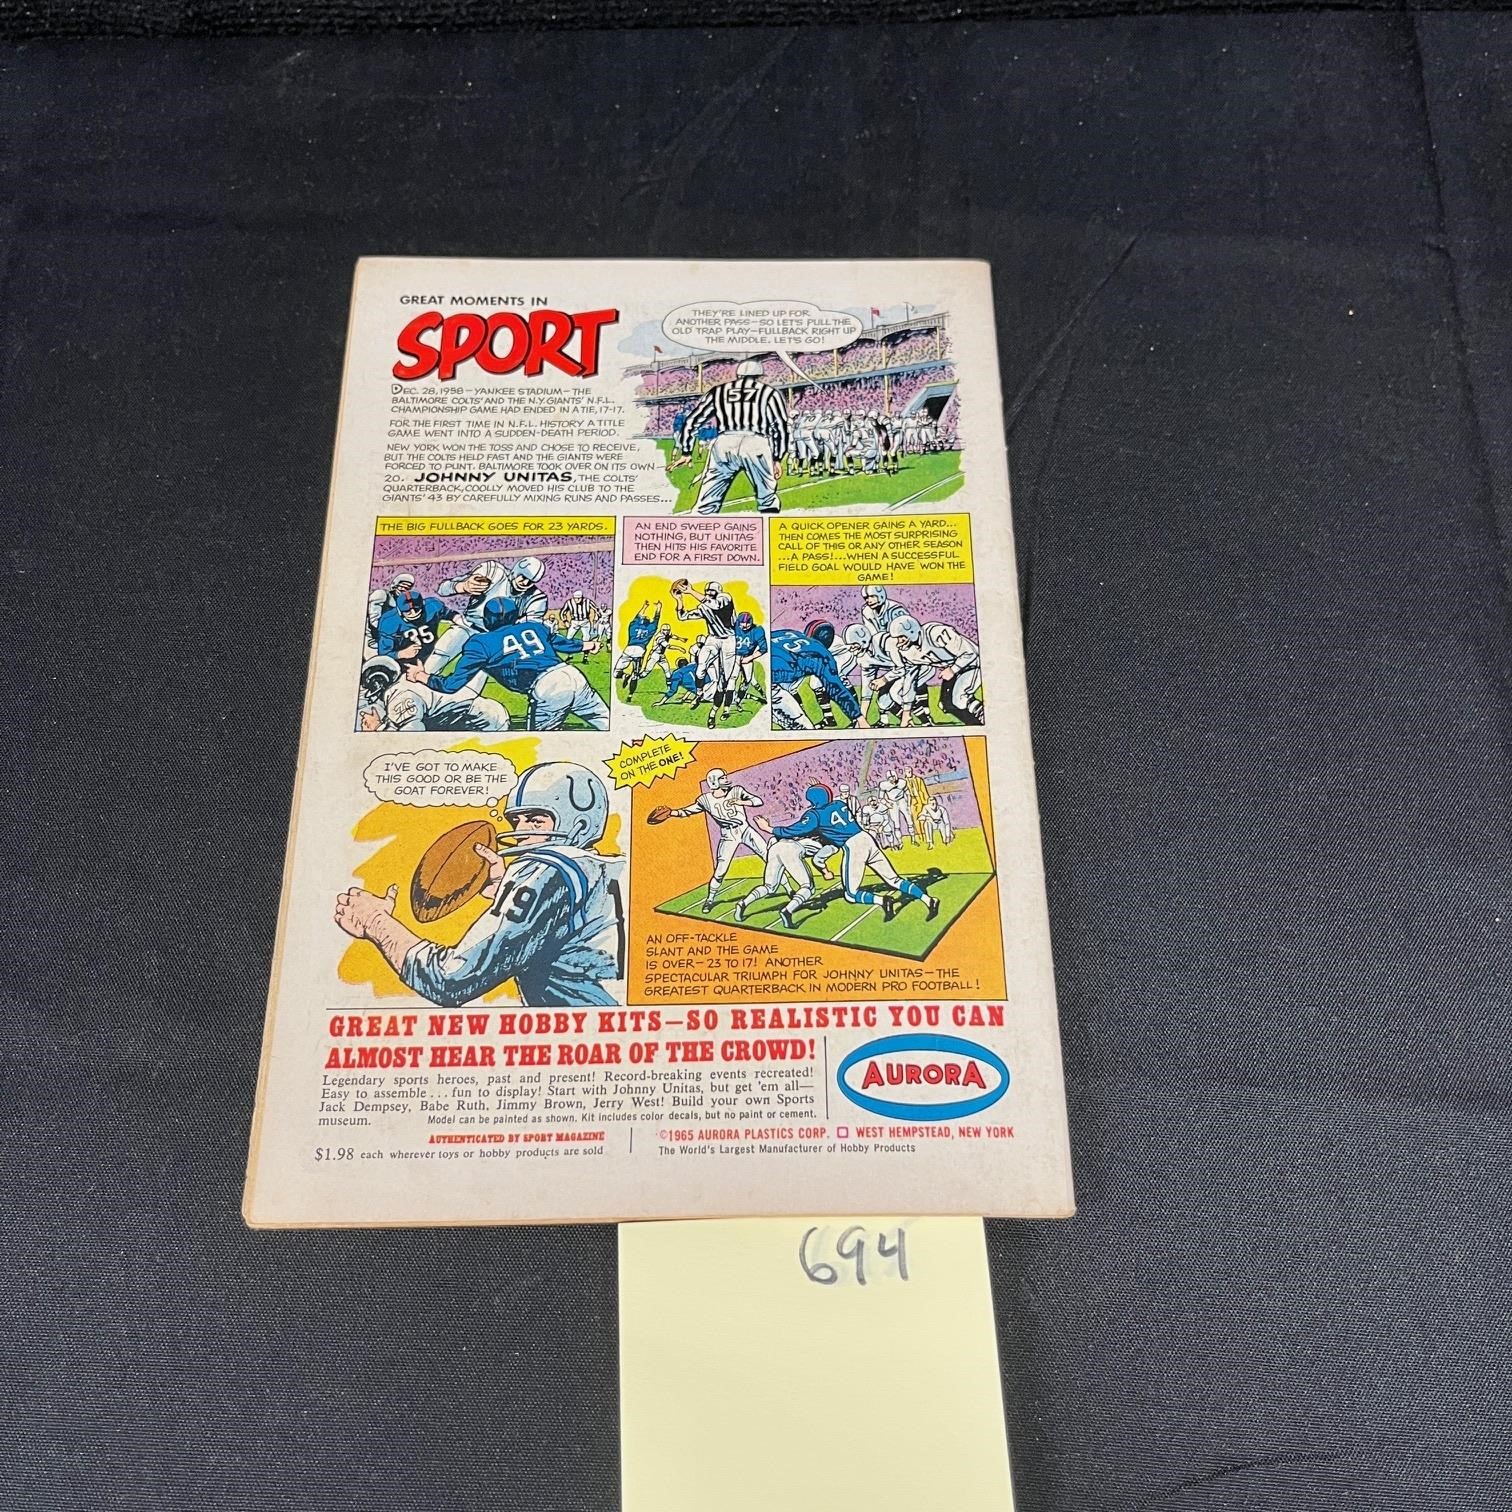 GREAT MOMENTS IN
SPORT
DEC. 28, 1958—YANKEE STADIUM—THE
BALTIMORE COLTS' AND THE N.Y. GIANTS' N.F.L.
CHAMPIONSHIP GAME HAD ENDED IN A TIE, 17-17.
FOR THE FIRST TIME IN N.F.L. HISTORY A TITLE
GAME WENT INTO A SUDDEN-DEATH PERIOD.
NEW YORK WON THE TOSS AND CHOSE TO RECEIVE,
BUT THE COLTS HELD FAST AND THE GIANTS WERE
FORCED TO PUNT. BALTIMORE TOOK OVER ON ITS OWN—
20. JOHNNY UNITAS, THE COLTS'
QUARTERBACK, COOLLY MOVED HIS CLUB TO THE
GIANTS' 43 BY CAREFULLY MIXING RUNS AND PASSES...
THEY'RE LINED UP FOR
ANOTHER PASS—SO LET'S PULL THE
OLD TRAP PLAY—FULLBACK RIGHT UP
THE MIDDLE. LET'S GO!
57
THE BIG FULLBACK GOES FOR 23 YARDS.
35
49
AN END SWEEP GAINS
NOTHING, BUT UNITAS
THEN HITS HIS FAVORITE
END FOR A FIRST DOWN.
84
A QUICK OPENER GAINS A YARD...
THEN COMES THE MOST SURPRISING
CALL OF THIS OR ANY OTHER SEASON
...A PASS!...WHEN A SUCCESSFUL
FIELD GOAL WOULD HAVE WON THE
GAME!
75
77
I'VE GOT TO MAKE
THIS GOOD OR BE THE
GOAT FOREVER!
19
COMPLETE
ON THE ONE!
42
AN OFF-TACKLE
SLANT AND THE GAME
IS OVER—23 TO 17! ANOTHER
SPECTACULAR TRIUMPH FOR JOHNNY UNITAS—THE
GREATEST QUARTERBACK IN MODERN PRO FOOTBALL!
GREAT NEW HOBBY KITS—SO REALISTIC YOU CAN
ALMOST HEAR THE ROAR OF THE CROWD!
Legendary sports heroes, past and present! Record-breaking events recreated!
Easy to assemble . . . fun to display! Start with Johnny Unitas, but get 'em all—
Jack Dempsey, Babe Ruth, Jimmy Brown, Jerry West! Build your own Sports
museum. Model can be painted as shown. Kit includes color decals, but no paint or cement.
AUTHENTICATED BY SPORT MAGAZINE
$1.98 each wherever toys or hobby products are sold
AURORA
©1965 AURORA PLASTICS CORP. □ WEST HEMPSTEAD, NEW YORK
The World's Largest Manufacturer of Hobby Products
694